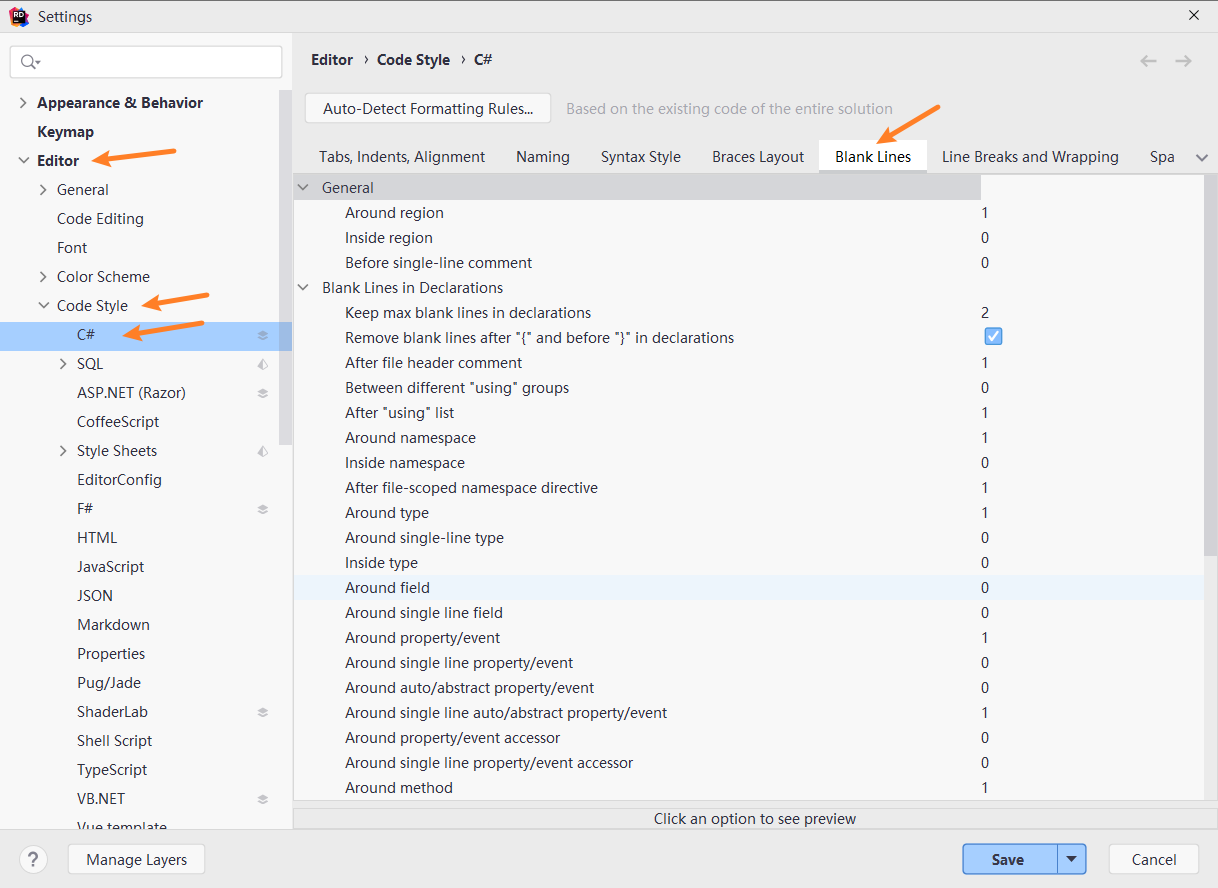 Settings
Appearance & Behavior
Keymap
Editor
General
Code Editing
Font
Color Scheme
Code Style
C#
SQL
ASP.NET (Razor)
CoffeeScript
Style Sheets
EditorConfig
F#
HTML
JavaScript
JSON
Markdown
Properties
Pug/Jade
ShaderLab
Shell Script
TypeScript
VB.NET
Vue template
Editor › Code Style › C#
Auto-Detect Formatting Rules... Based on the existing code of the entire solution
Tabs, Indents, Alignment Naming Syntax Style Braces Layout Blank Lines Line Breaks and Wrapping Spa
General
Around region 1
Inside region 0
Before single-line comment 0
Blank Lines in Declarations
Keep max blank lines in declarations 2
Remove blank lines after "{" and before "}" in declarations
After file header comment 1
Between different "using" groups 0
After "using" list 1
Around namespace 1
Inside namespace 0
After file-scoped namespace directive 1
Around type 1
Around single-line type 0
Inside type 0
Around field 0
Around single line field 0
Around property/event 1
Around single line property/event 0
Around auto/abstract property/event 0
Around single line auto/abstract property/event 1
Around property/event accessor 0
Around single line property/event accessor 0
Around method 1
Click an option to see preview
? Manage Layers Save Cancel